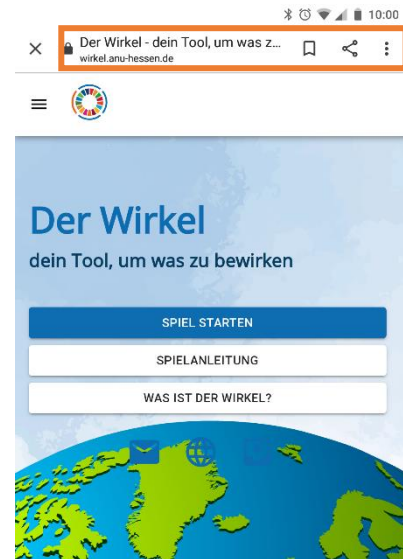 10:00
Der Wirkel - dein Tool, um was z...
wirkel.anu-hessen.de
Der Wirkel
dein Tool, um was zu bewirken
SPIEL STARTEN
SPIELANLEITUNG
WAS IST DER WIRKEL?